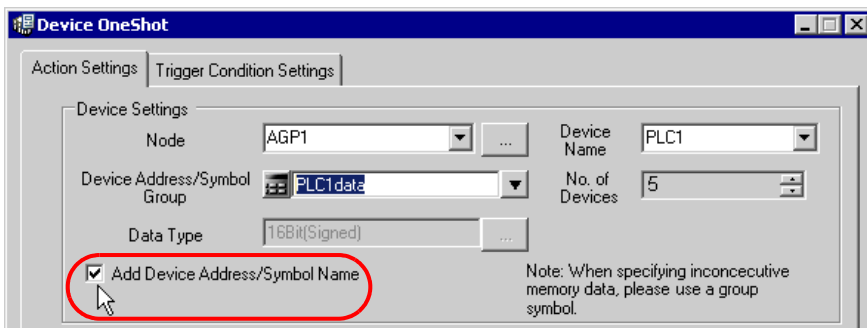 Device OneShot
Action Settings
Trigger Condition Settings
Device Settings
Node
AGP1
...
Device Name
PLC1
Device Address/Symbol Group
PLC1data
No. of Devices
5
Data Type
16Bit(Signed)
...
Add Device Address/Symbol Name
Note: When specifying inconcecutive
memory data, please use a group
symbol.